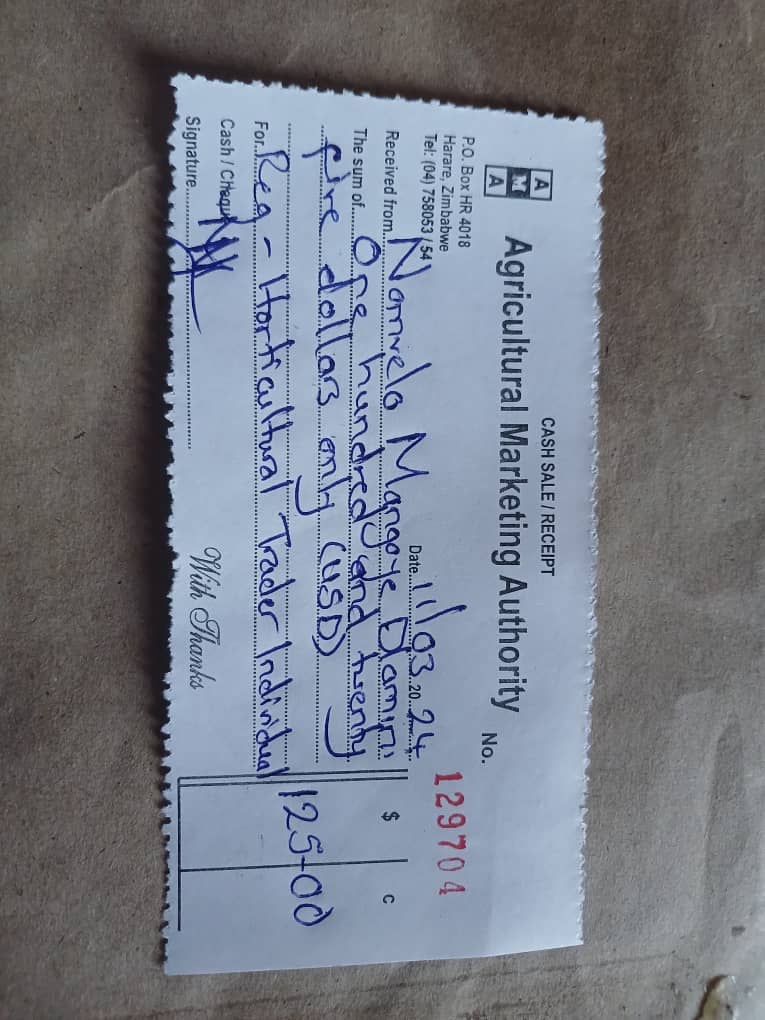 CASH SALE / RECEIPT
A
M
A
Agricultural Marketing Authority
No. 129704
P.O. Box HR 4018
Harare, Zimbabwe
Tel: (04) 758053 / 54
Date 11/03 20 24
Received from Nomvelo Mangoye Dlamini
The sum of One hundred and twenty
five dollars only (USD)
$ C
125-00
For Reg - Horticultural Trader Individual
Cash / Cheque
Signature
With Thanks